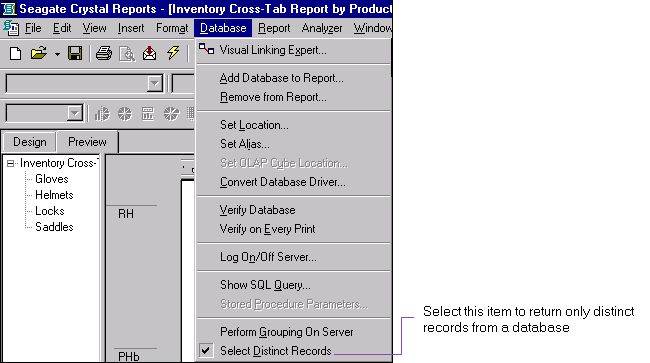 Seagate Crystal Reports - [Inventory Cross-Tab Report by Product
File Edit View Insert Format Database Report Analyzer Window
Visual Linking Expert...
Add Database to Report...
Remove from Report...
Set Location...
Set Alias...
Set OLAP Cube Location...
Convert Database Driver...
Verify Database
Verify on Every Print
Log On/Off Server...
Show SQL Query...
Stored Procedure Parameters...
Perform Grouping On Server
Select Distinct Records
Design Preview
Inventory Cross-
Gloves
Helmets
Locks
Saddles
RH
PHb
Select this item to return only distinct
records from a database